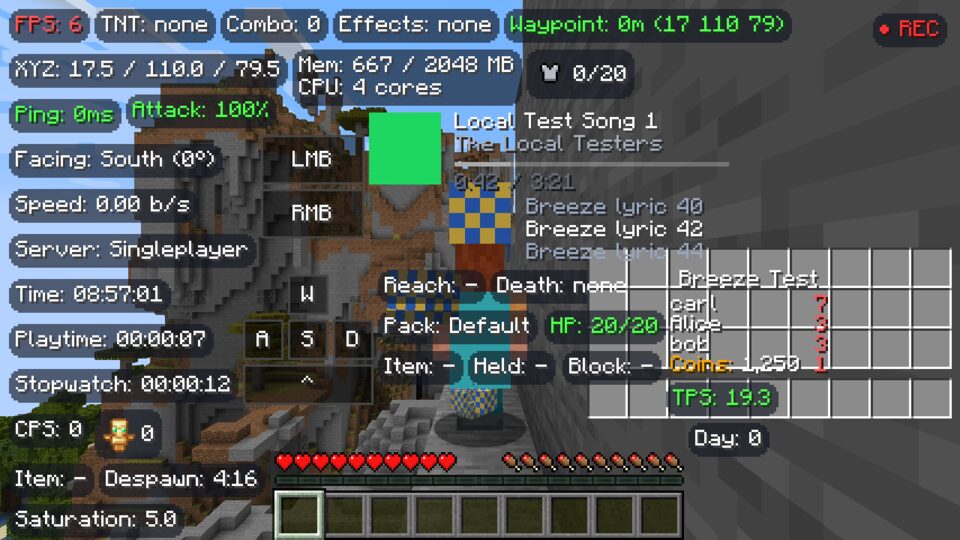 FPS: 6 TNT: none Combo: 0 Effects: none Waypoint: 0m (17 110 79) REC
XYZ: 17.5 / 110.0 / 79.5 Mem: 667 / 2048 MB
CPU: 4 cores
0/20
Ping: 0ms Attack: 100%
Local Test Song 1
The Local Testers
Facing: South (0°) LMB
0:42 / 3:21
Speed: 0.00 b/s RMB
Breeze lyric 40
Breeze lyric 42
Breeze lyric 44
Server: Singleplayer
Reach: - Death: none
Breeze Test
Time: 08:57:01 W
carl 7
Alice 3
bob 3
Coins: 1,250 1
Pack: Default HP: 20/20
Playtime: 00:00:07 A S D
Item: - Held: - Block: -
Stopwatch: 00:00:12 ^
TPS: 19.3
CPS: 0 0
Day: 0
Item: - Despawn: 4:16
Saturation: 5.0